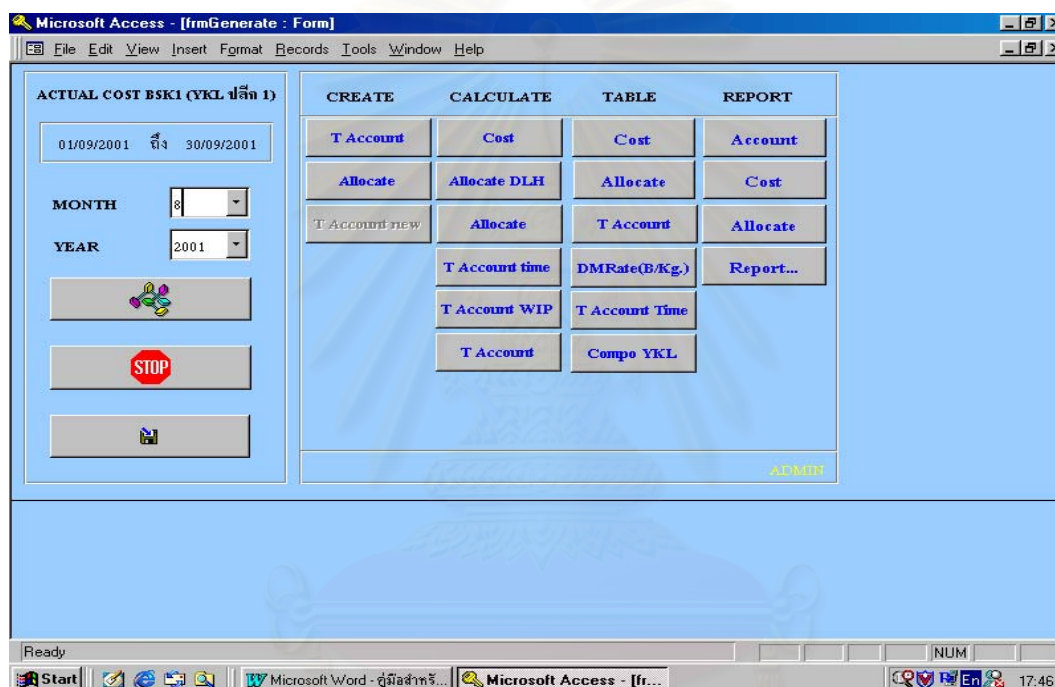 Microsoft Access - [frmGenerate : Form]
File Edit View Insert Format Records Tools Window Help
ACTUAL COST BSK1 (YKL ปลีก 1)
01/09/2001 ถึง 30/09/2001
MONTH 8
YEAR 2001
STOP
CREATE CALCULATE TABLE REPORT
T Account Cost Cost Account
Allocate Allocate DLH Allocate Cost
T Account new Allocate T Account Allocate
T Account time DMRate(B/Kg.) Report...
T Account WIP T Account Time
T Account Compo YKL
ADMIN
Ready NUM
Start Microsoft Word - คู่มือสำหรั... Microsoft Access - [fr... En 17:46